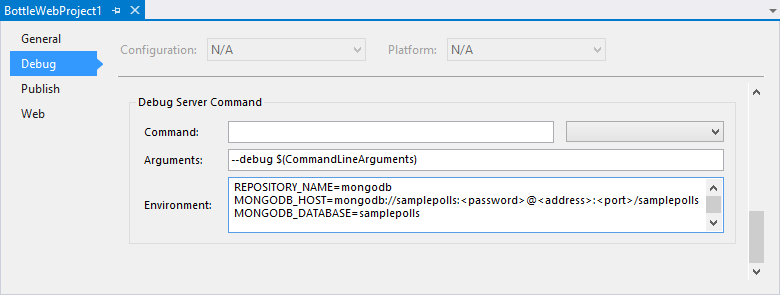 BottleWebProject1
General
Debug
Publish
Web
Configuration: N/A Platform: N/A
Debug Server Command
Command:
Arguments: --debug $(CommandLineArguments)
Environment:
REPOSITORY_NAME=mongodb
MONGODB_HOST=mongodb://samplepolls:<password>@<address>:<port>/samplepolls
MONGODB_DATABASE=samplepolls